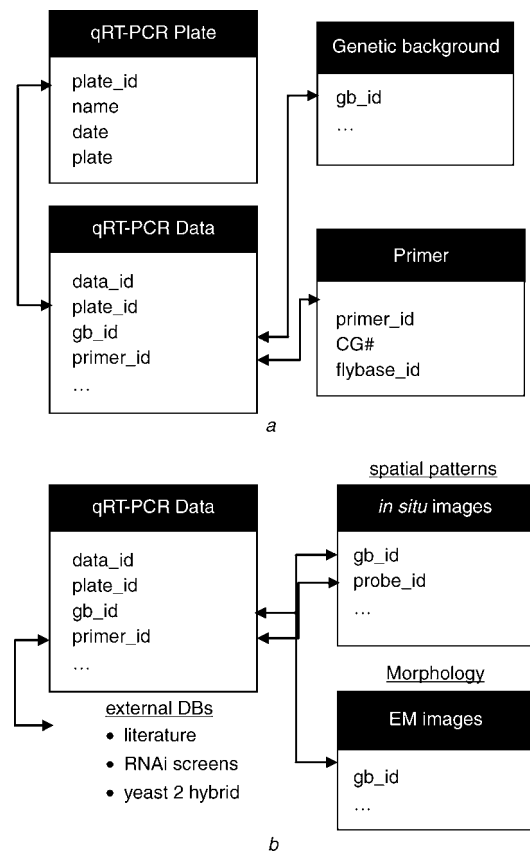 qRT-PCR Plate
plate_id
name
date
plate
Genetic background
gb_id
...
qRT-PCR Data
data_id
plate_id
gb_id
primer_id
...
Primer
primer_id
CG#
flybase_id
a
qRT-PCR Data
data_id
plate_id
gb_id
primer_id
...
spatial patterns
in situ images
gb_id
probe_id
...
external DBs
• literature
• RNAi screens
• yeast 2 hybrid
Morphology
EM images
gb_id
...
b